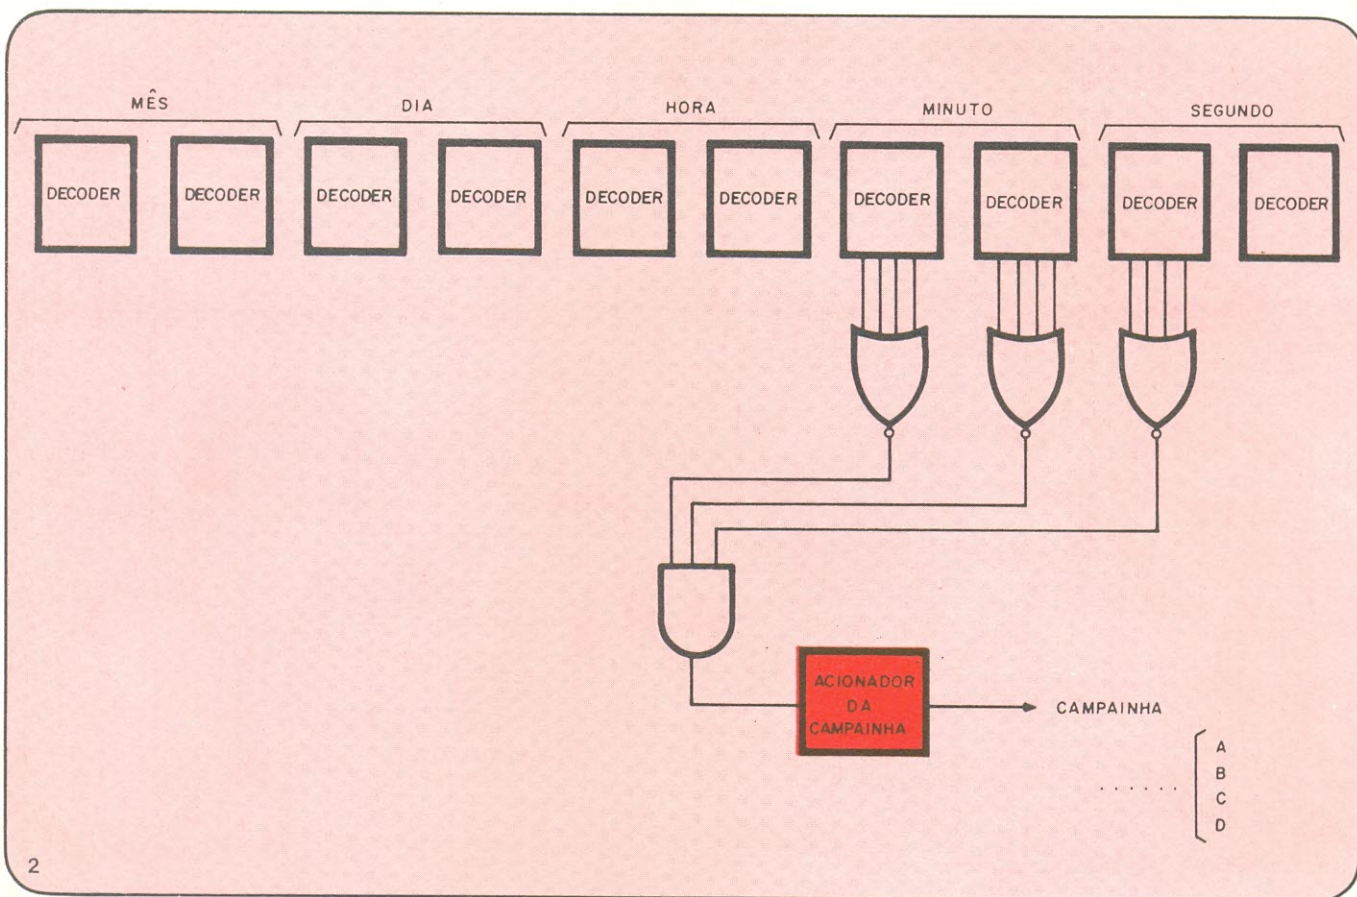 MÊS DIA HORA MINUTO SEGUNDO
DECODER DECODER DECODER DECODER DECODER DECODER DECODER DECODER DECODER DECODER
ACIONADOR
DA
CAMPAINHA
CAMPAINHA
A
B
......
C
D
2